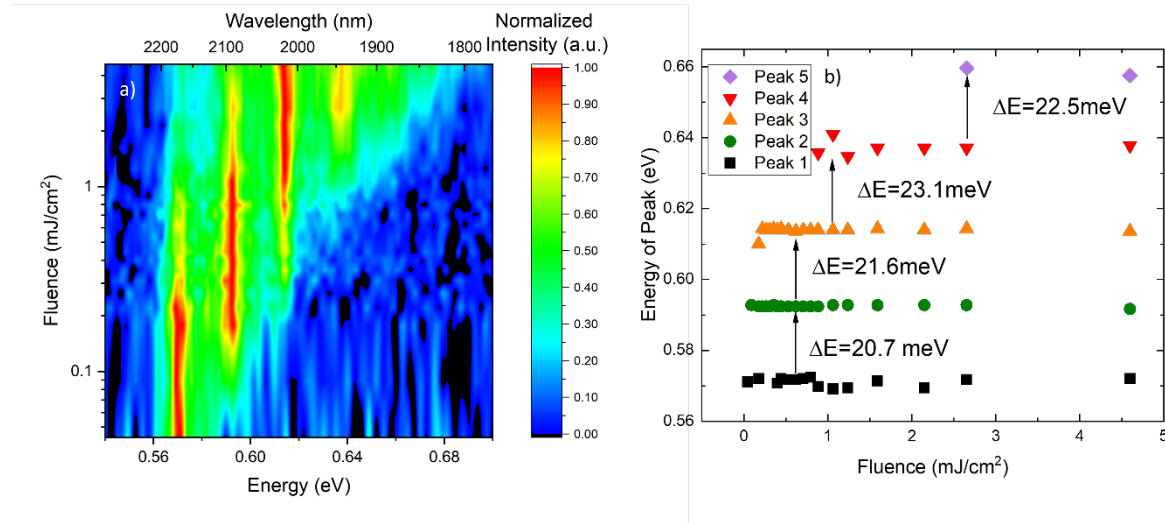 Wavelength (nm)
2200 2100 2000 1900 1800
Normalized
Intensity (a.u.)
a)
1
0.1
Fluence (mJ/cm²)
0.56 0.60 0.64 0.68
Energy (eV)
1.00
0.90
0.80
0.70
0.60
0.50
0.40
0.30
0.20
0.10
0.00
b)
Peak 5
Peak 4
Peak 3
Peak 2
Peak 1
ΔE=22.5meV
ΔE=23.1meV
ΔE=21.6meV
ΔE=20.7 meV
0.66
0.64
0.62
0.60
0.58
0.56
Energy of Peak (eV)
0 1 2 3 4 5
Fluence (mJ/cm²)